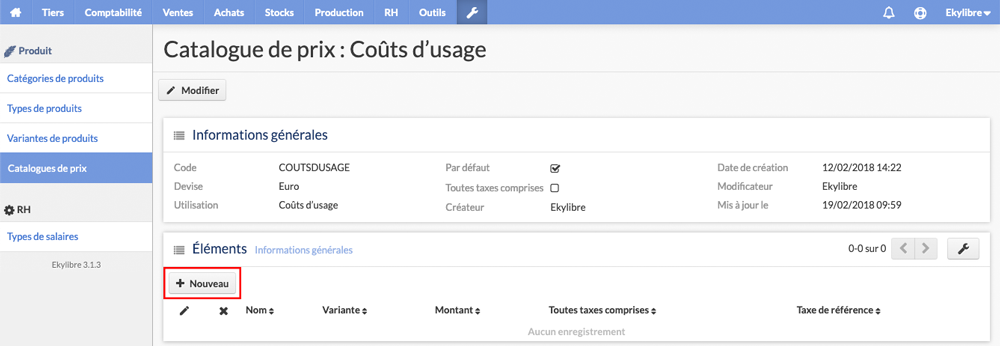 Tiers Comptabilité Ventes Achats Stocks Production RH Outils Ekylibre
Produit
Catégories de produits
Types de produits
Variantes de produits
Catalogues de prix
RH
Types de salaires
Ekylibre 3.1.3
Catalogue de prix : Coûts d’usage
Modifier
Informations générales
Code COUTSDUSAGE Par défaut Date de création 12/02/2018 14:22
Devise Euro Toutes taxes comprises Modificateur Ekylibre
Utilisation Coûts d’usage Créateur Ekylibre Mis à jour le 19/02/2018 09:59
Éléments Informations générales 0-0 sur 0
Nouveau
Nom Variante Montant Toutes taxes comprises Taxe de référence
Aucun enregistrement